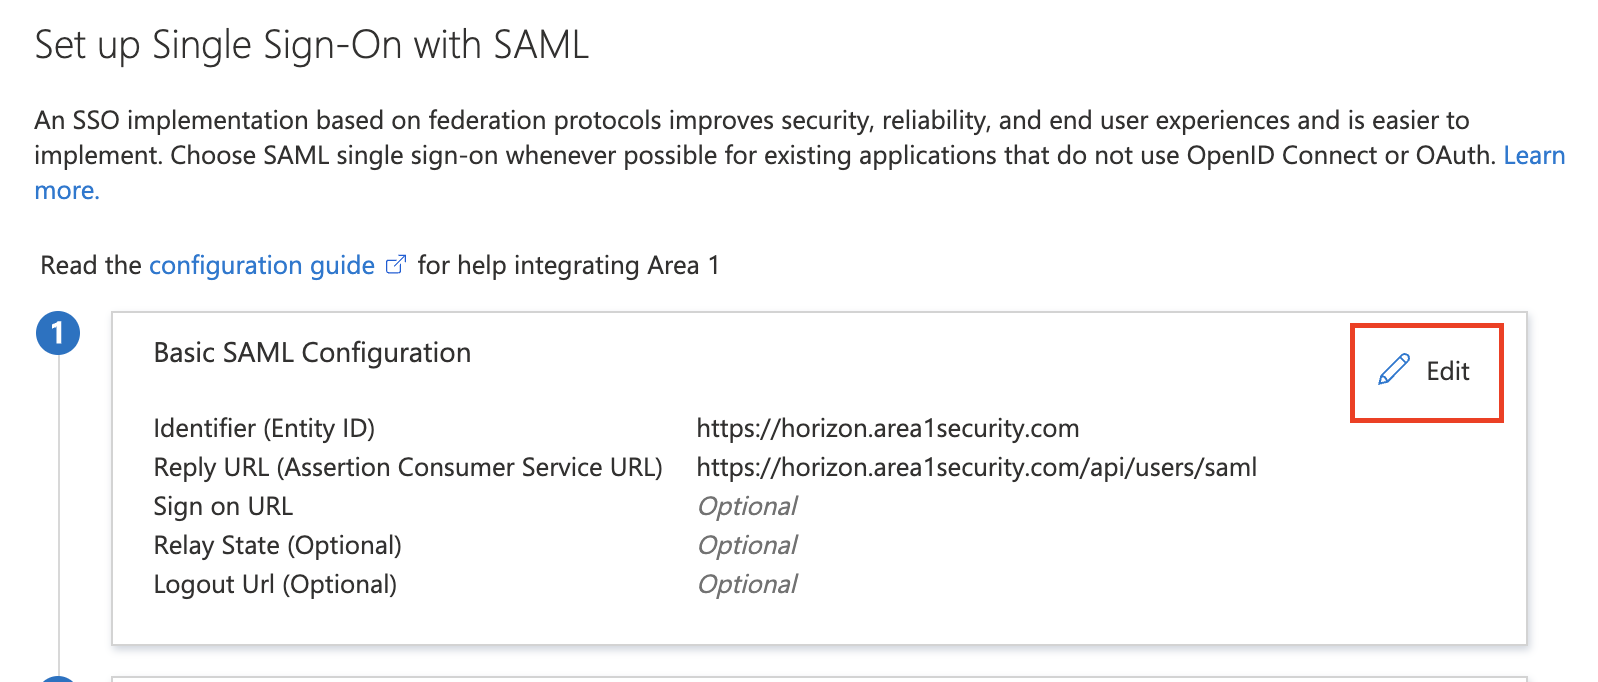 Set up Single Sign-On with SAML
An SSO implementation based on federation protocols improves security, reliability, and end user experiences and is easier to
implement. Choose SAML single sign-on whenever possible for existing applications that do not use OpenID Connect or OAuth. Learn
more.
Read the configuration guide for help integrating Area 1
1
Basic SAML Configuration
Edit
Identifier (Entity ID) https://horizon.area1security.com
Reply URL (Assertion Consumer Service URL) https://horizon.area1security.com/api/users/saml
Sign on URL Optional
Relay State (Optional) Optional
Logout Url (Optional) Optional